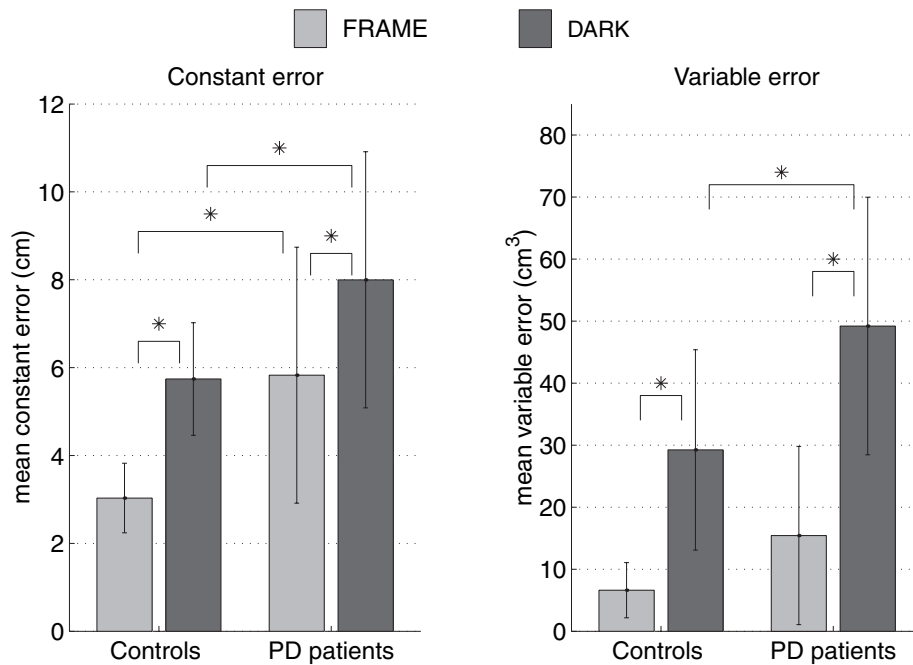 FRAME DARK
Constant error
mean constant error (cm)
12
10
8
6
4
2
0
Controls PD patients
Variable error
mean variable error (cm³)
80
70
60
50
40
30
20
10
0
Controls PD patients